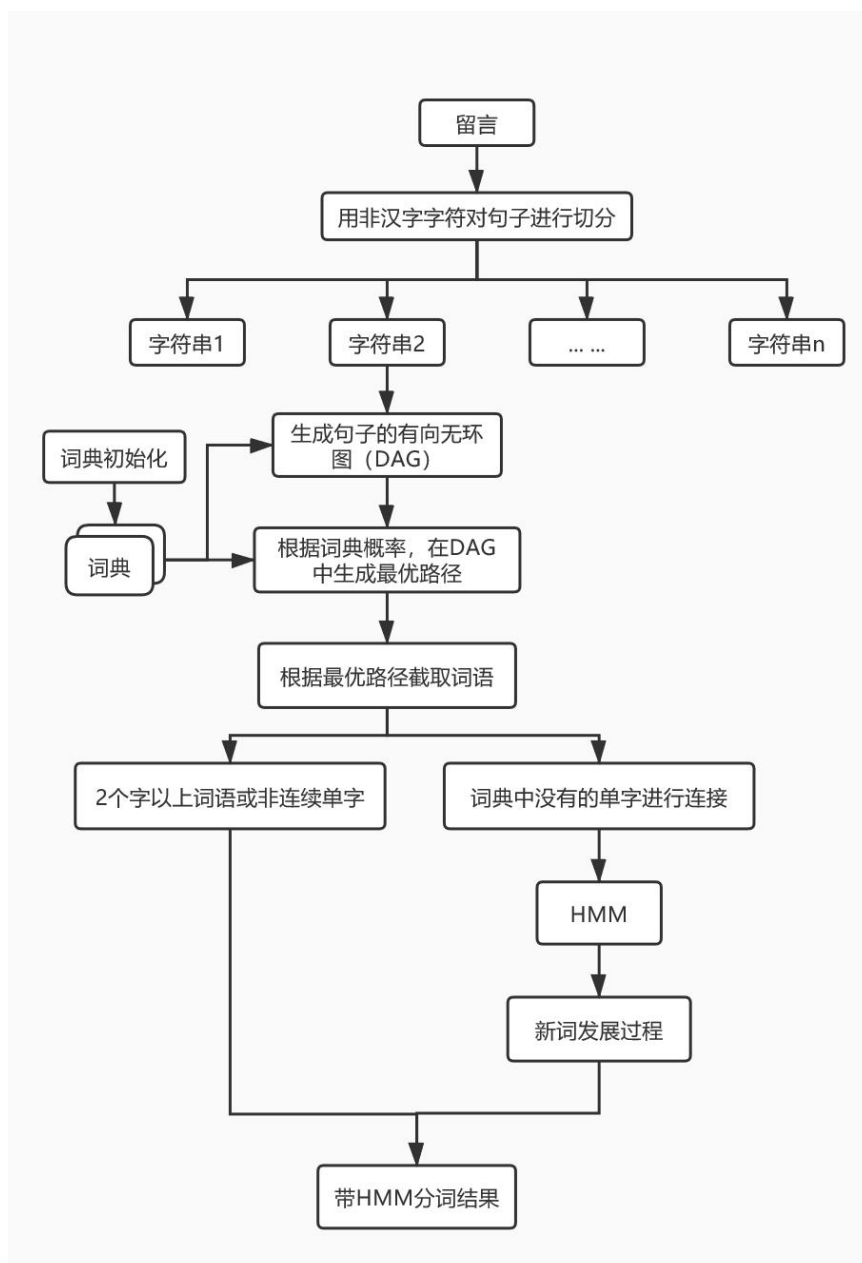 留言
用非汉字字符对句子进行切分
字符串1
字符串2
... ...
字符串n
生成句子的有向无环
图（DAG）
词典初始化
词典
根据词典概率，在DAG
中生成最优路径
根据最优路径截取词语
2个字以上词语或非连续单字
词典中没有的单字进行连接
HMM
新词发展过程
带HMM分词结果